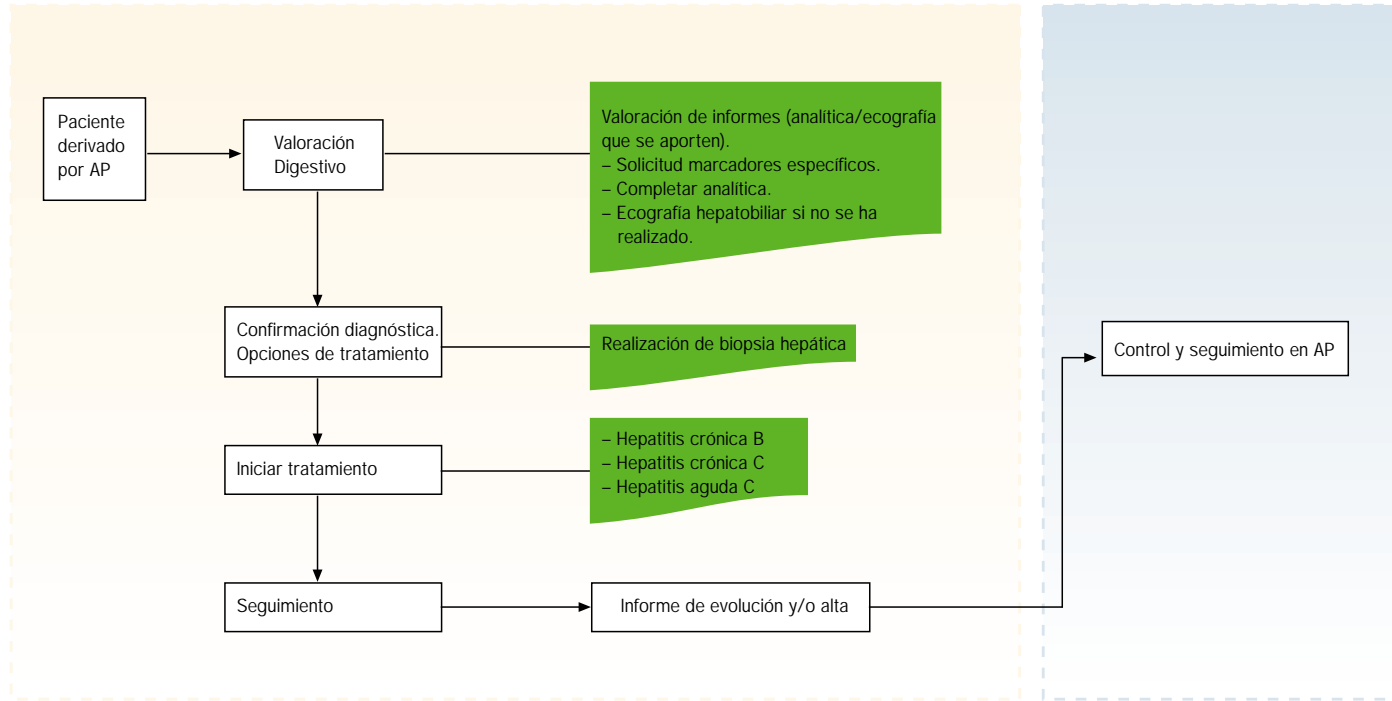 Paciente
derivado
por AP
Valoración
Digestivo
Valoración de informes (analítica/ecografía
que se aporten).
– Solicitud marcadores específicos.
– Completar analítica.
– Ecografía hepatobiliar si no se ha
realizado.
Confirmación diagnóstica.
Opciones de tratamiento
Realización de biopsia hepática
Control y seguimiento en AP
Iniciar tratamiento
– Hepatitis crónica B
– Hepatitis crónica C
– Hepatitis aguda C
Seguimiento
Informe de evolución y/o alta